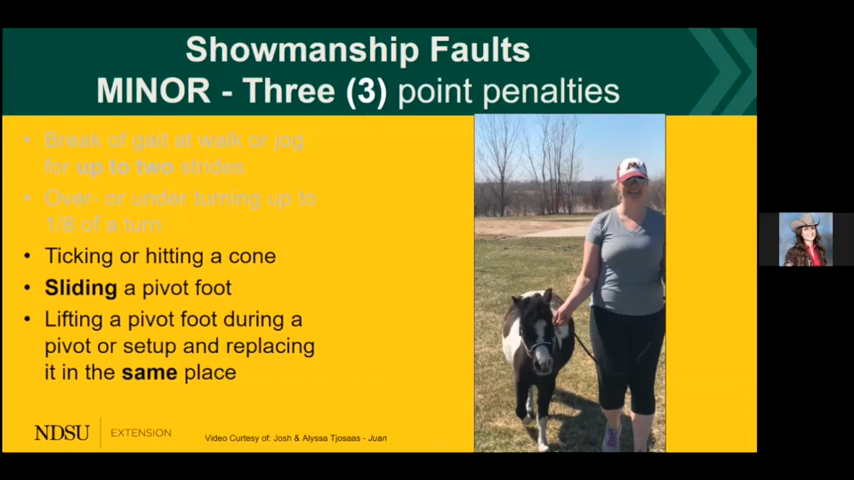 Showmanship Faults
MINOR - Three (3) point penalties
• Break of gait at walk or jog
for up to two strides
• Over- or under turning up to
1/8 of a turn
• Ticking or hitting a cone
• Sliding a pivot foot
• Lifting a pivot foot during a
pivot or setup and replacing
it in the same place
NDSU EXTENSION
Video Curtesy of: Josh & Alyssa Tjosaas - Juan